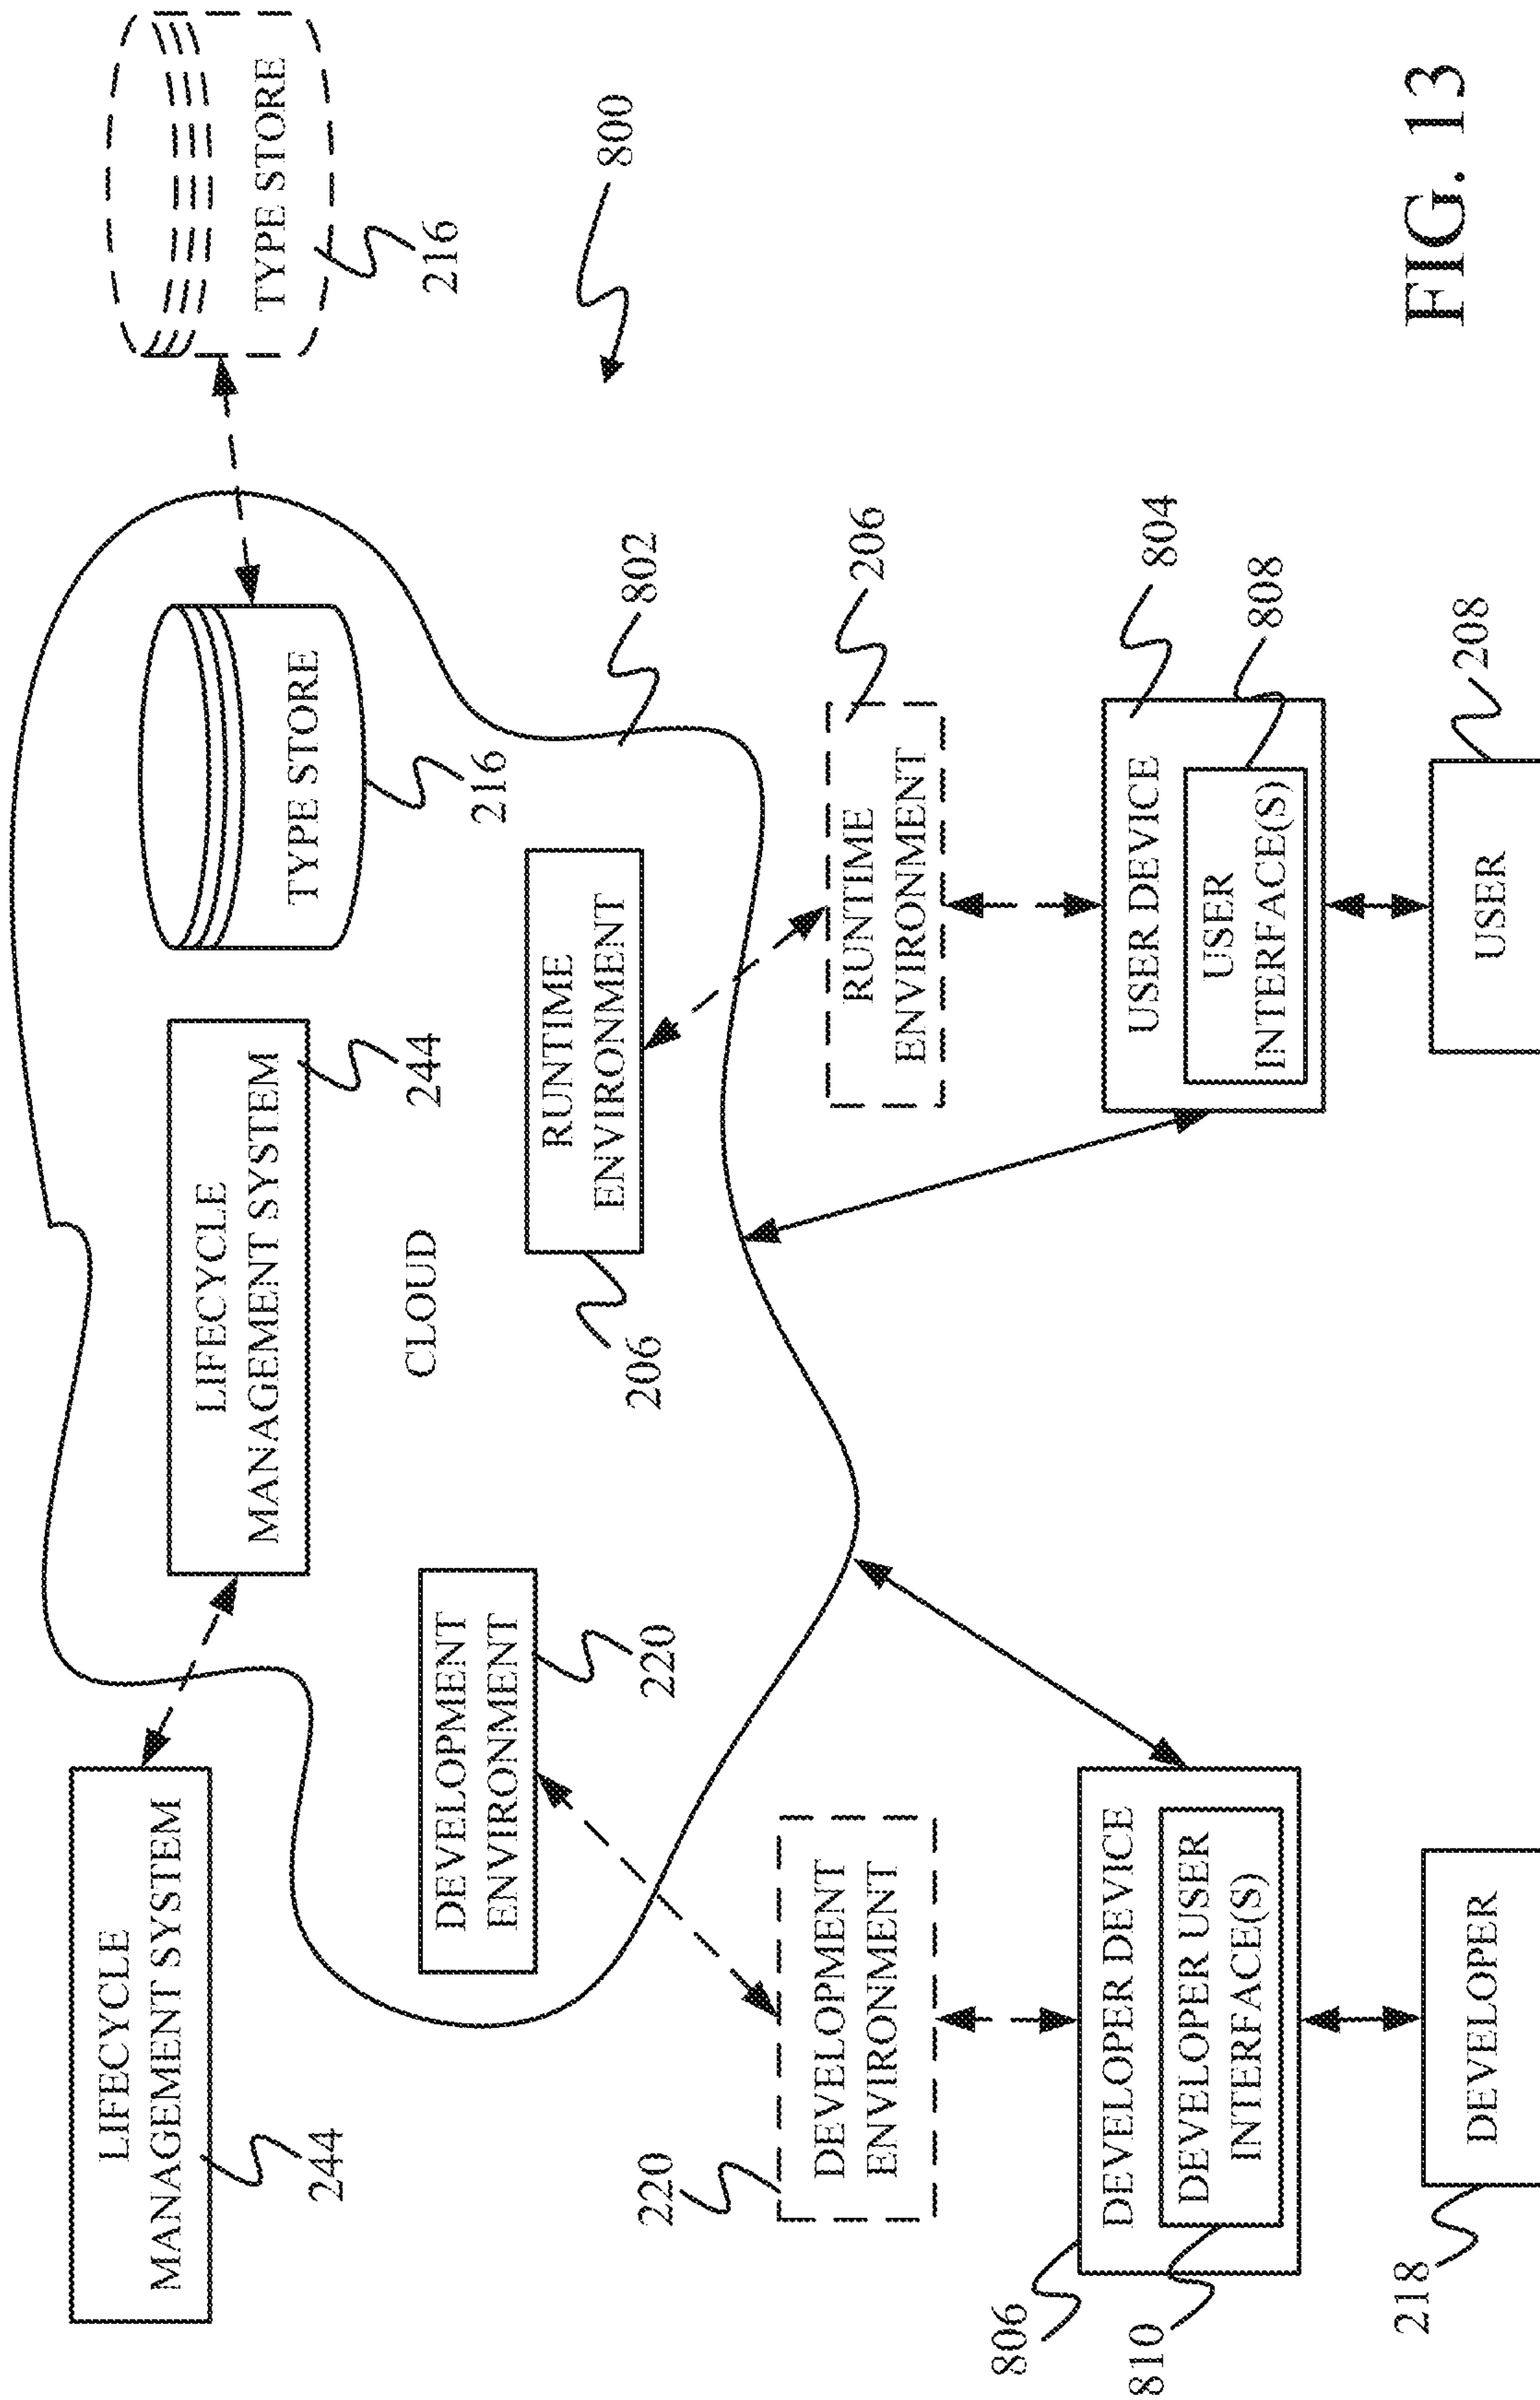 LIFECYCLE
MANAGEMENT SYSTEM
244
LIFECYCLE
MANAGEMENT SYSTEM
244
TYPE STORE
216
TYPE STORE
216
CLOUD
DEVELOPMENT
ENVIRONMENT
220
RUNTIME
ENVIRONMENT
206
802
800
220
DEVELOPMENT
ENVIRONMENT
RUNTIME
ENVIRONMENT
206
806
DEVELOPER DEVICE
810
DEVELOPER USER
INTERFACE(S)
USER DEVICE
804
USER
INTERFACE(S)
808
218
DEVELOPER
USER
208
FIG. 13